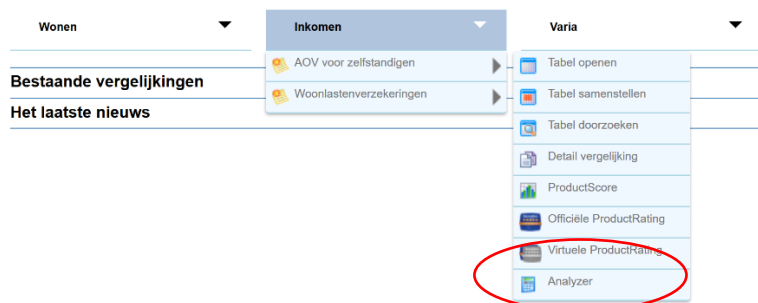 Wonen
Inkomen
Varia
Bestaande vergelijkingen
Het laatste nieuws
AOV voor zelfstandigen
Woonlastenverzekeringen
Tabel openen
Tabel samenstellen
Tabel doorzoeken
Detail vergelijking
ProductScore
Officiële ProductRating
Virtuele ProductRating
Analyzer